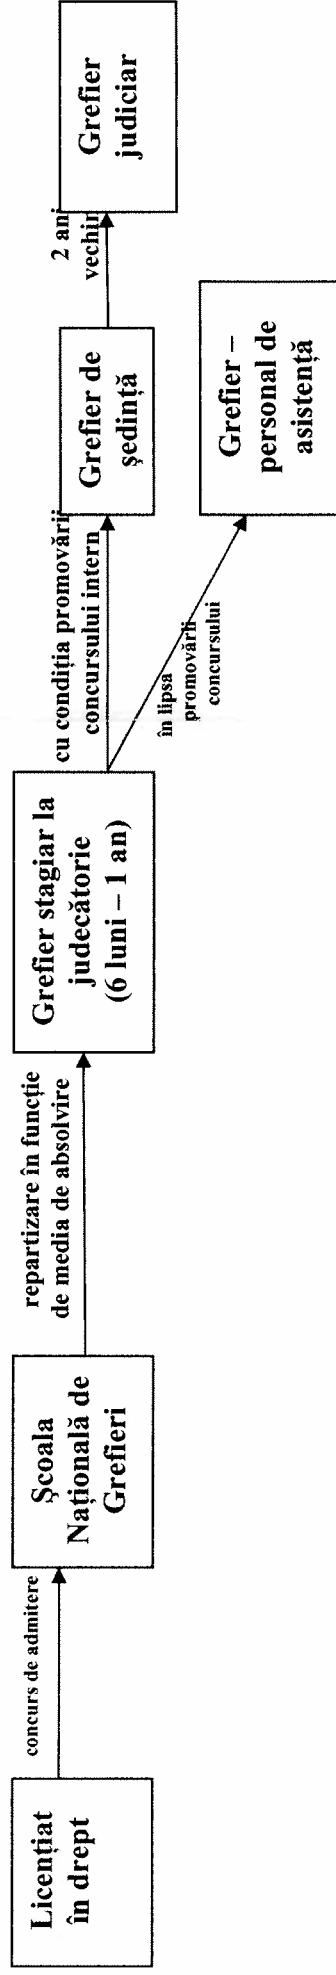 Licențiat
în drept
concurs de admitere
Școala
Națională de
Grefieri
repartizare în funcție
de media de absolvire
Grefier stagiar la
judecătorie
(6 luni – 1 an)
cu condiția promovării
concursului intern
în lipsa
promovării
concursului
Grefier de
ședință
2 ani
vechin
Grefier
judiciar
Grefier –
personal de
asistență